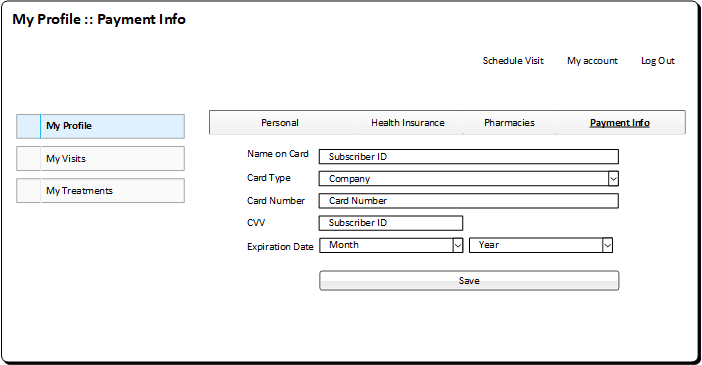 My Profile :: Payment Info
Schedule Visit My account Log Out
My Profile
My Visits
My Treatments
Personal Health Insurance Pharmacies Payment Info
Name on Card Subscriber ID
Card Type Company
Card Number Card Number
CVV Subscriber ID
Expiration Date Month Year
Save